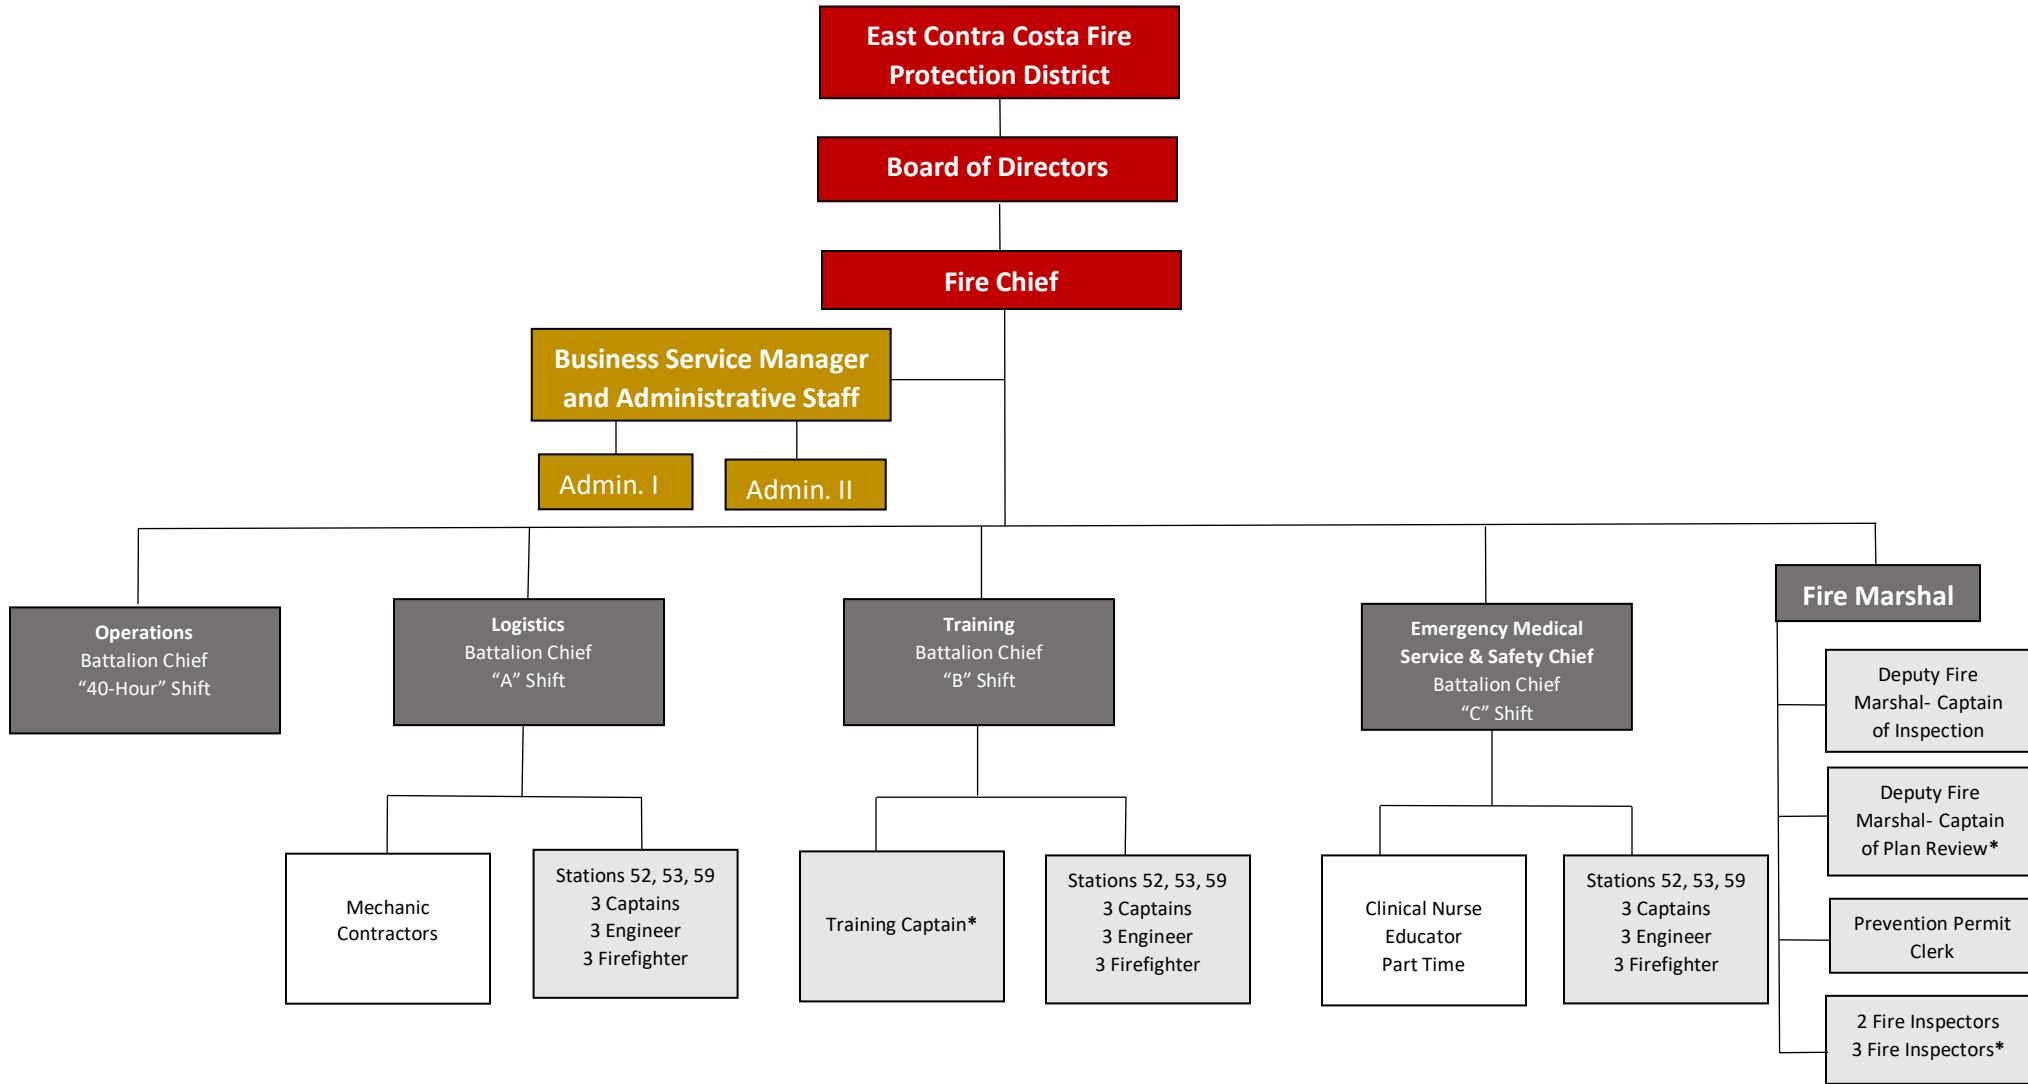 East Contra Costa Fire
Protection District
Board of Directors
Fire Chief
Business Service Manager
and Administrative Staff
Admin. I
Admin. II
Operations
Battalion Chief
“40-Hour” Shift
Logistics
Battalion Chief
“A” Shift
Training
Battalion Chief
“B” Shift
Emergency Medical
Service & Safety Chief
Battalion Chief
“C” Shift
Fire Marshal
Mechanic
Contractors
Stations 52, 53, 59
3 Captains
3 Engineer
3 Firefighter
Training Captain*
Stations 52, 53, 59
3 Captains
3 Engineer
3 Firefighter
Clinical Nurse
Educator
Part Time
Stations 52, 53, 59
3 Captains
3 Engineer
3 Firefighter
Deputy Fire
Marshal- Captain
of Inspection
Deputy Fire
Marshal- Captain
of Plan Review*
Prevention Permit
Clerk
2 Fire Inspectors
3 Fire Inspectors*